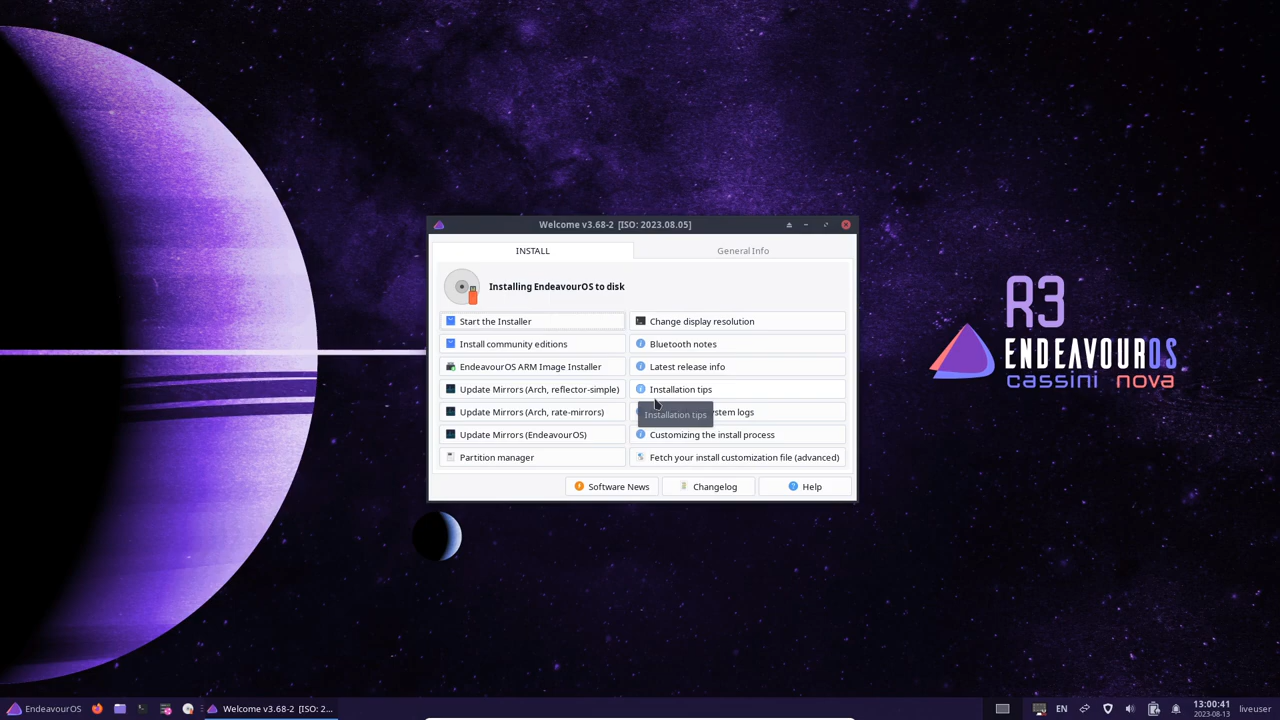 Welcome v3.68-2 [ISO: 2023.08.05]
INSTALL
General Info
Installing EndeavourOS to disk
Start the Installer
Change display resolution
Install community editions
Bluetooth notes
EndeavourOS ARM Image Installer
Latest release info
Update Mirrors (Arch, reflector-simple)
Installation tips
Update Mirrors (Arch, rate-mirrors)
Installation tips
stem logs
Update Mirrors (EndeavourOS)
Customizing the install process
Partition manager
Fetch your install customization file (advanced)
Software News
Changelog
Help
R3
ENDEAVOUROS
cassini nova
EndeavourOS
Welcome v3.68-2 [ISO: 2...
EN
13:00:41
2023-08-13
liveuser